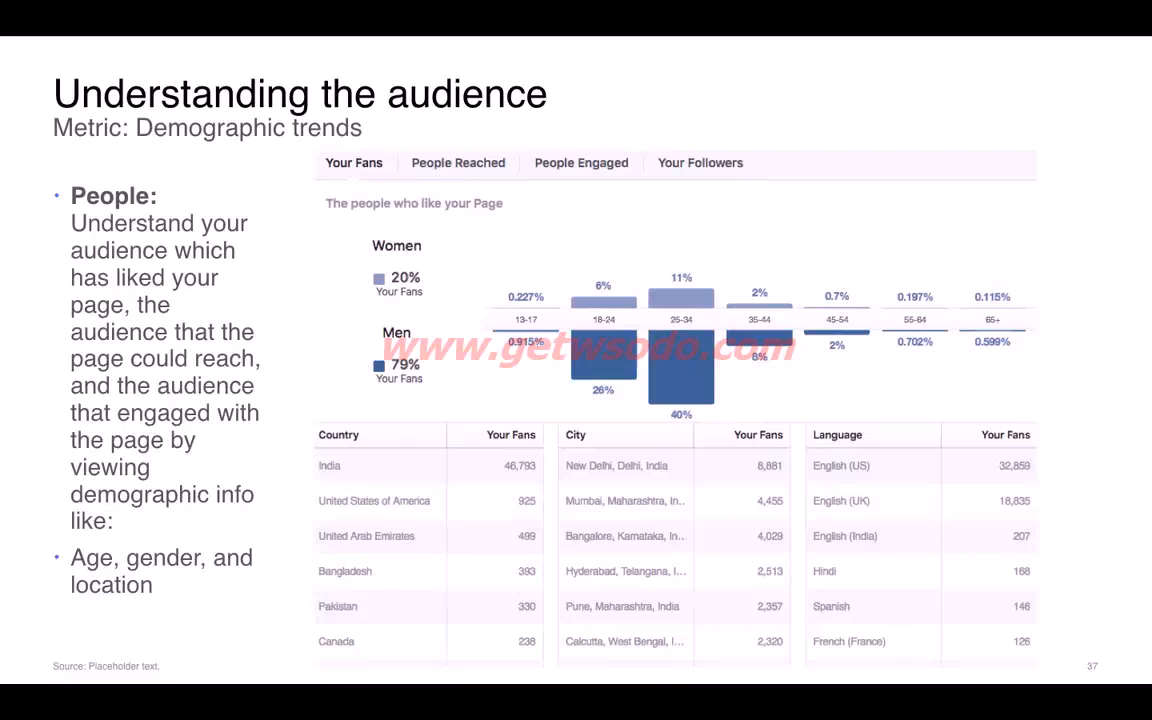 Understanding the audience
Metric: Demographic trends
• People:
Understand your
audience which
has liked your
page, the
audience that the
page could reach,
and the audience
that engaged with
the page by
viewing
demographic info
like:
• Age, gender, and
location
Your Fans People Reached People Engaged Your Followers
The people who like your Page
Women
20%
Your Fans
0.227% 6% 11% 2% 0.7% 0.197% 0.115%
13-17 18-24 25-34 35-44 45-54 55-64 65+
Men
79%
Your Fans
0.915% 26% 40% 6% 2% 0.702% 0.599%
www.getwsodo.com
Country Your Fans
India 46,793
United States of America 925
United Arab Emirates 499
Bangladesh 393
Pakistan 330
Canada 236
City Your Fans
New Delhi, Delhi, India 8,881
Mumbai, Maharashtra, In.. 4,455
Bangalore, Karnataka, In... 4,029
Hyderabad, Telangana, I... 2,513
Pune, Maharashtra, India 2,357
Calcutta, West Bengal, I... 2,320
Language Your Fans
English (US) 32,859
English (UK) 18,835
English (India) 207
Hindi 168
Spanish 146
French (France) 126
Source: Placeholder text.
37